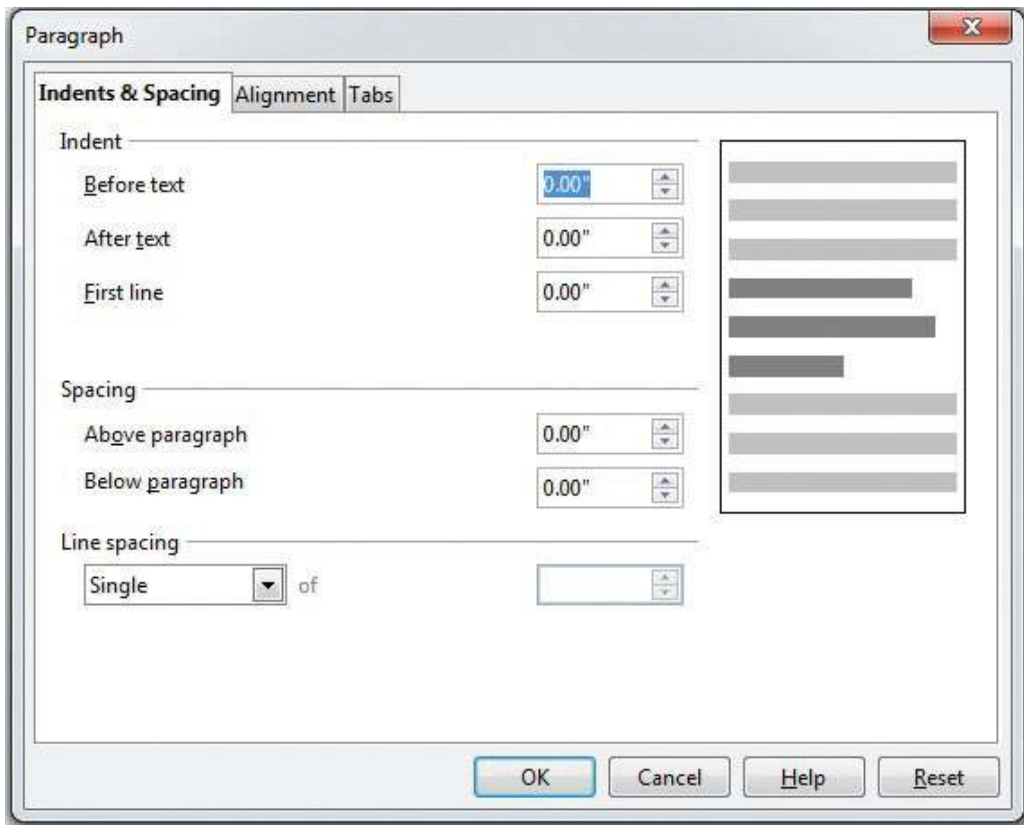 Paragraph
Indents & Spacing Alignment Tabs
Indent
Before text 0.00"
After text 0.00"
First line 0.00"
Spacing
Above paragraph 0.00"
Below paragraph 0.00"
Line spacing
Single of
OK Cancel Help Reset